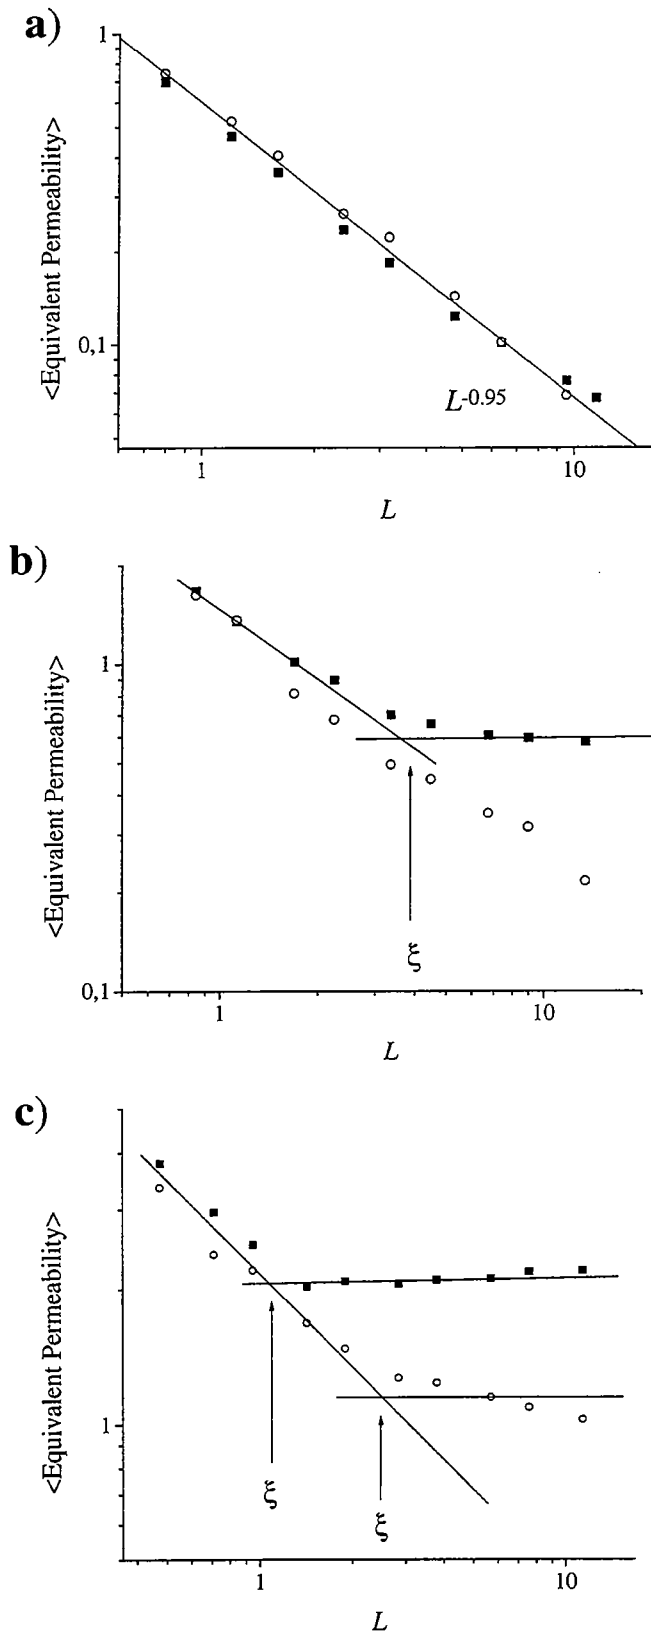 a)
1
0,1
<Equivalent Permeability>
L-0.95
1
10
L
b)
1
0,1
<Equivalent Permeability>
ξ
1
10
L
c)
1
<Equivalent Permeability>
ξ
ξ
1
10
L